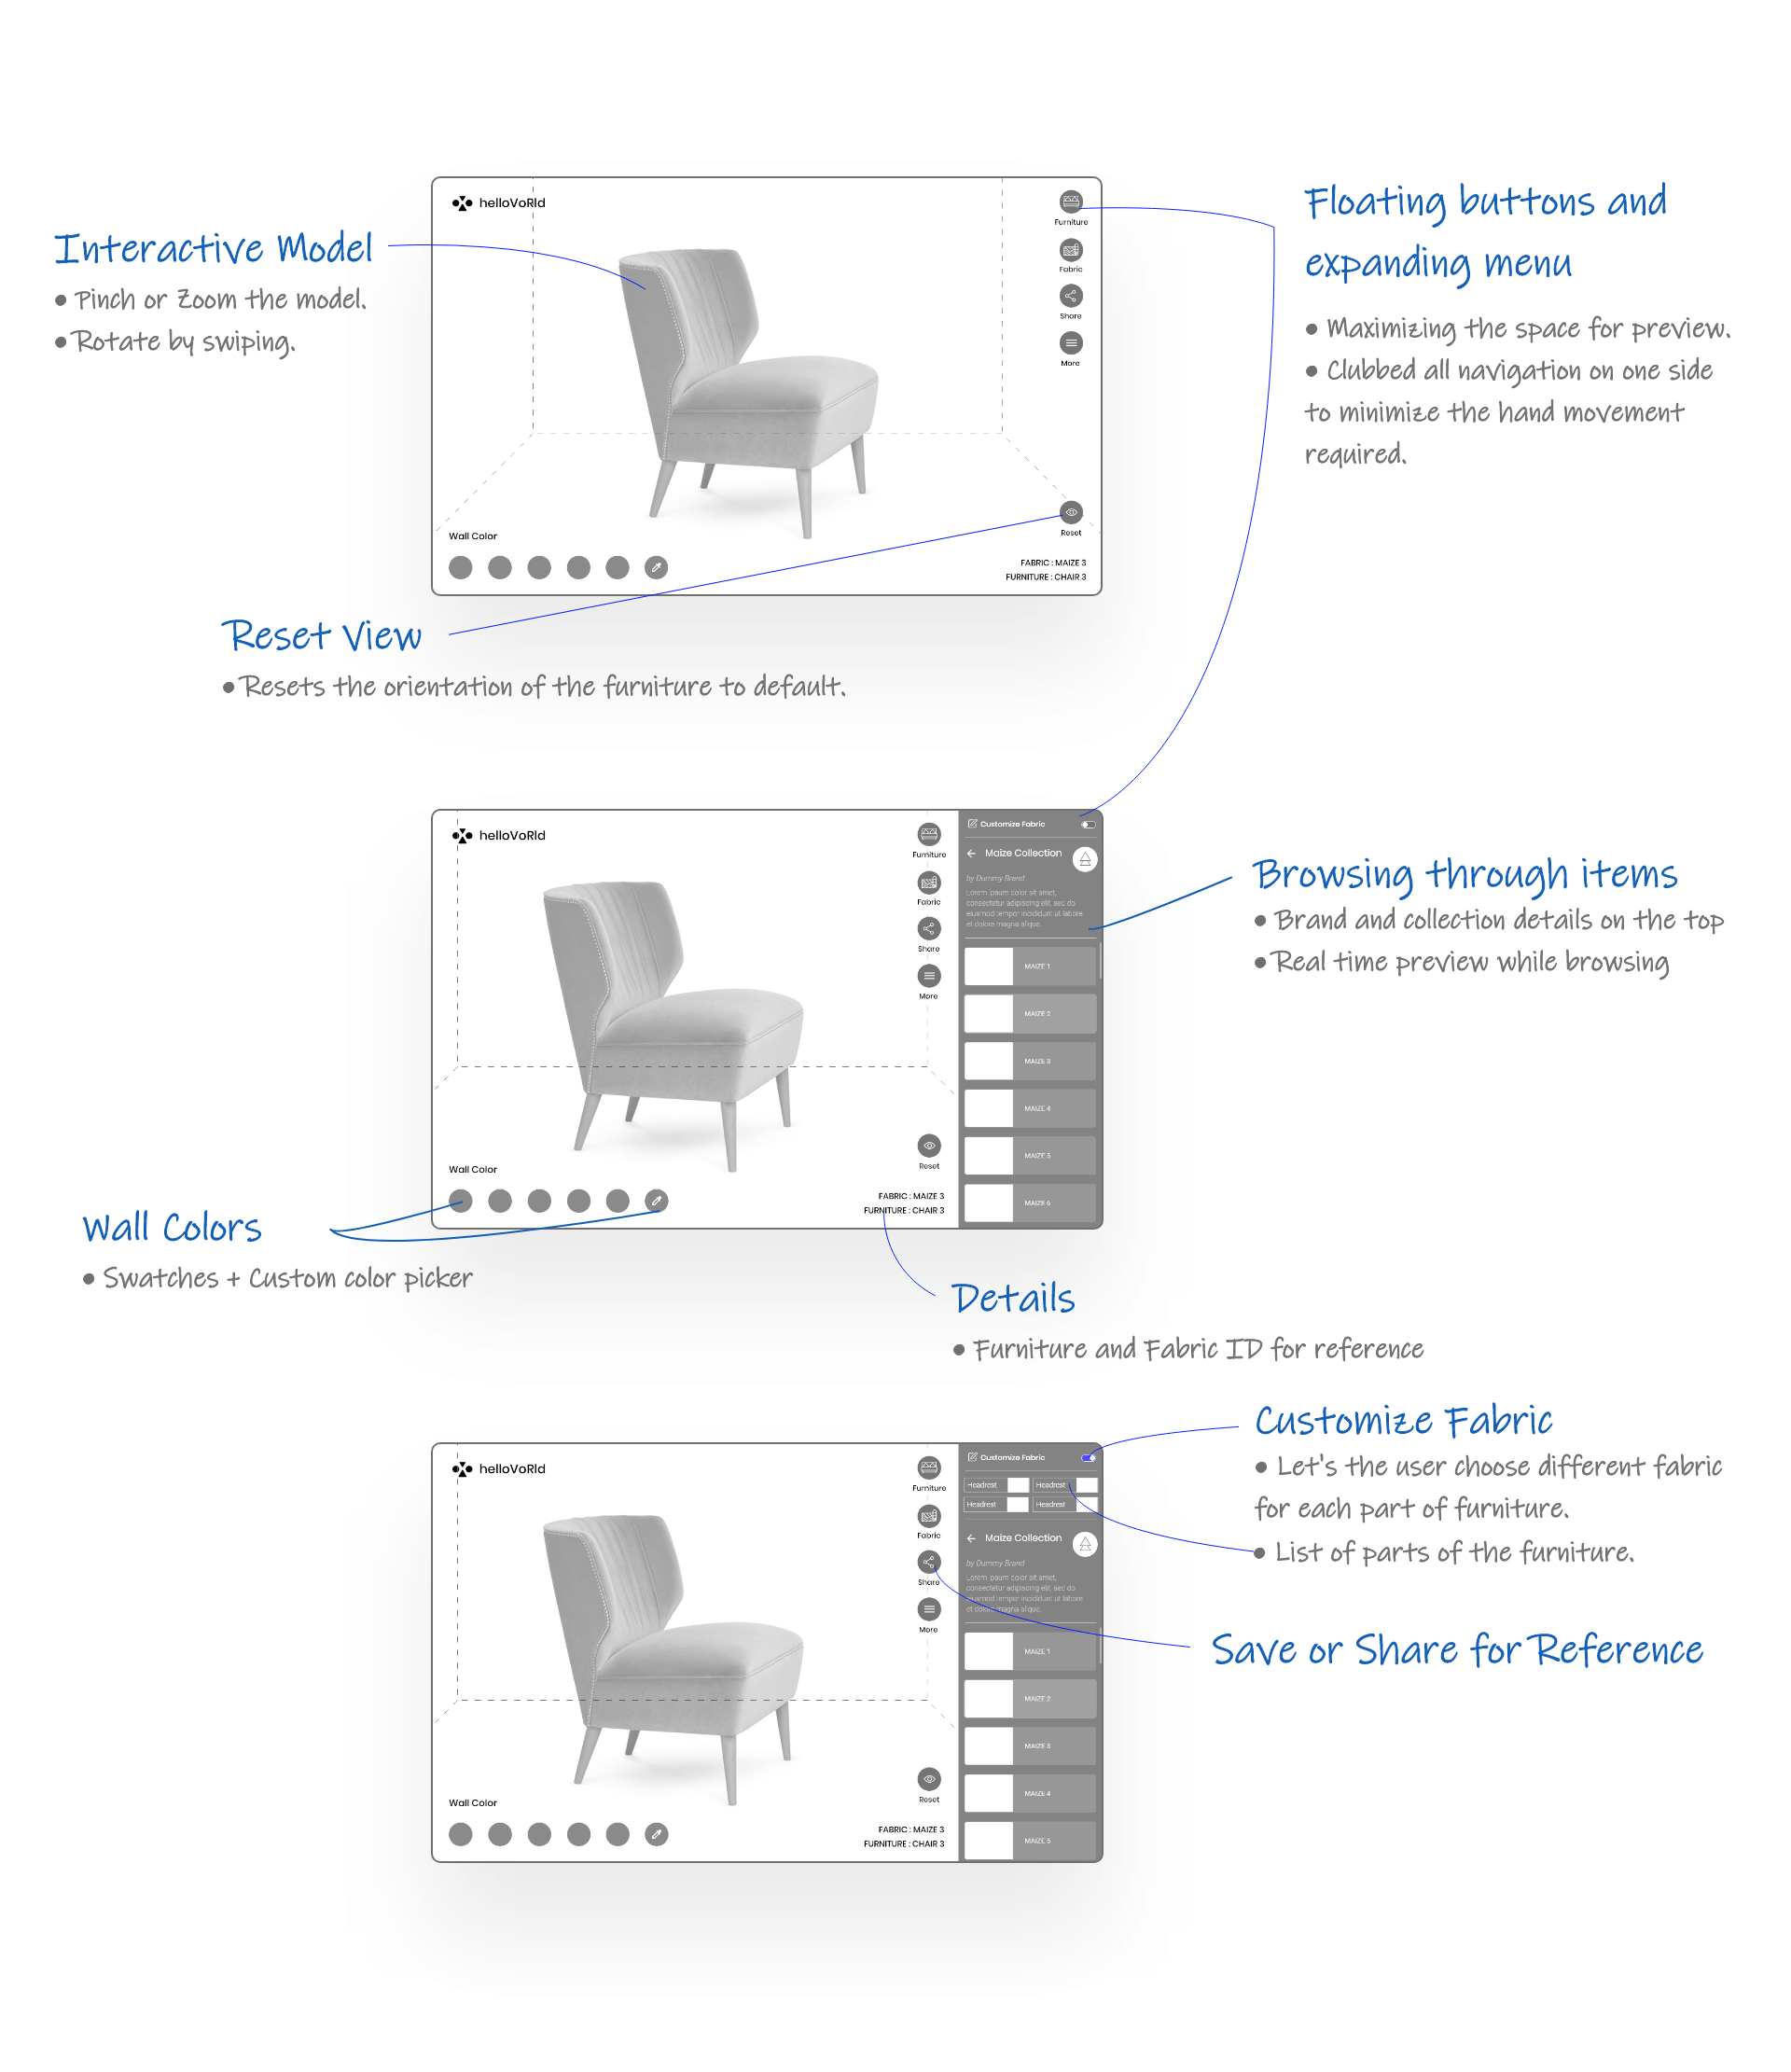 helloVoRld
Furniture
Fabric
Share
More
Reset
Wall Color
FABRIC : MAIZE 3
FURNITURE : CHAIR 3
Interactive Model
• Pinch or Zoom the model.
• Rotate by swiping.
Floating buttons and
expanding menu
• Maximizing the space for preview.
• Clubbed all navigation on one side
to minimize the hand movement
required.
Reset View
• Resets the orientation of the furniture to default.
helloVoRld
Furniture
Fabric
Share
More
Reset
Wall Color
FABRIC : MAIZE 3
FURNITURE : CHAIR 3
Customize Fabric
Maize Collection
by Dummy Brand
Lorem ipsum dolor sit amet,
consectetur adipiscing elit, sed do
eiusmod tempor incididunt ut labore
et dolore magna aliqua.
MAIZE 1
MAIZE 2
MAIZE 3
MAIZE 4
MAIZE 5
MAIZE 6
Browsing through items
• Brand and collection details on the top
• Real time preview while browsing
Wall Colors
• Swatches + Custom color picker
Details
• Furniture and Fabric ID for reference
helloVoRld
Furniture
Fabric
Share
More
Reset
Wall Color
FABRIC : MAIZE 3
FURNITURE : CHAIR 3
Customize Fabric
Headrest Headrest
Headrest Headrest
Maize Collection
by Dummy Brand
Lorem ipsum dolor sit amet,
consectetur adipiscing elit, sed do
eiusmod tempor incididunt ut labore
et dolore magna aliqua.
MAIZE 1
MAIZE 2
MAIZE 3
MAIZE 4
MAIZE 5
Customize Fabric
• Let's the user choose different fabric
for each part of furniture.
• List of parts of the furniture.
Save or Share for Reference